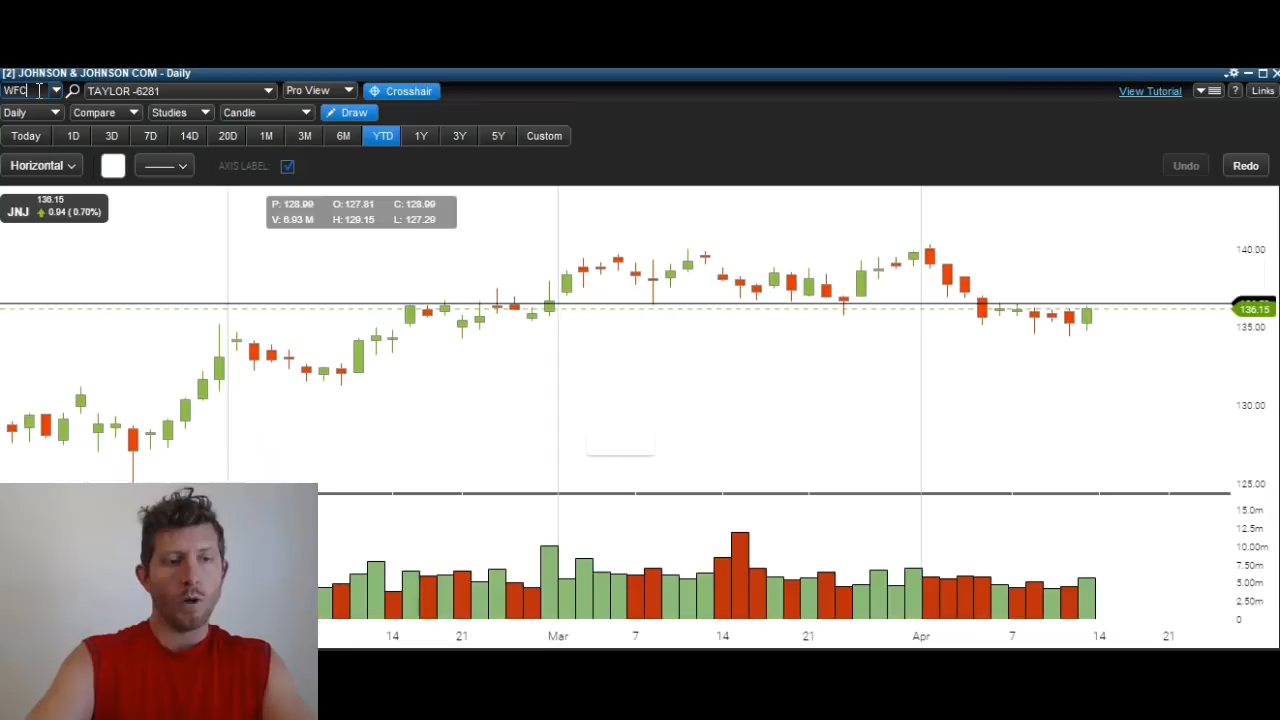 [2] JOHNSON & JOHNSON COM - Daily
WFC TAYLOR -6281 Pro View Crosshair View Tutorial ? Links
Daily Compare Studies Candle Draw
Today 1D 3D 7D 14D 20D 1M 3M 6M YTD 1Y 3Y 5Y Custom
Horizontal AXIS LABEL: Undo Redo
136.15
JNJ 0.94 (0.70%)
P: 128.99 O: 127.81 C: 128.99
V: 6.93 M H: 129.15 L: 127.29
140.00
136.15
135.00
130.00
125.00
15.0m
12.5m
10.00m
7.50m
5.00m
2.50m
0
14 21 Mar 7 14 21 Apr 7 14 21